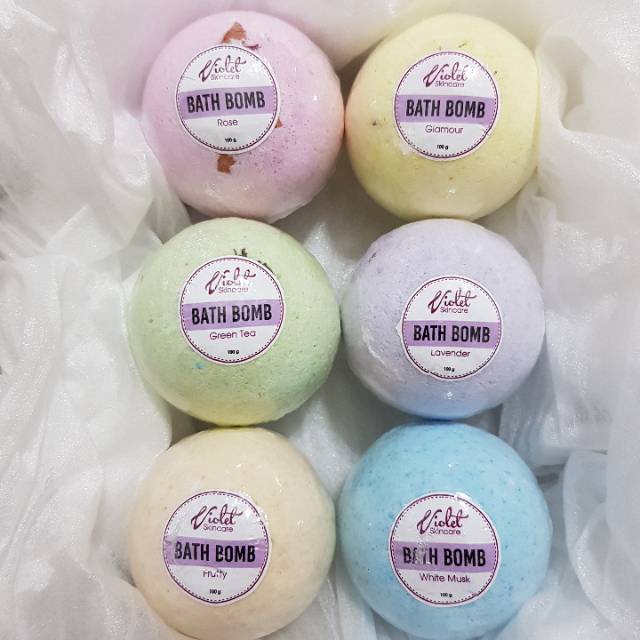 Violet
Skincare
BATH BOMB
Rose
100 g
Violet
Skincare
BATH BOMB
Glamour
100 g
Violet
Skincare
BATH BOMB
Green Tea
100 g
Violet
Skincare
BATH BOMB
Lavender
100 g
Violet
Skincare
BATH BOMB
Fruity
100 g
Violet
Skincare
BATH BOMB
White Musk
100 g